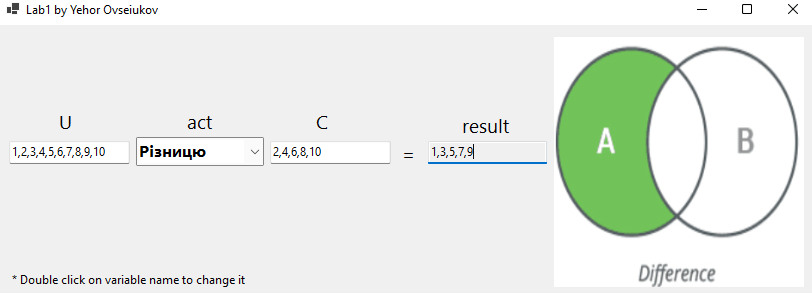 Lab1 by Yehor Ovseiukov
U act C result
1,2,3,4,5,6,7,8,9,10 Різницю 2,4,6,8,10 = 1,3,5,7,9
A B
Difference
* Double click on variable name to change it